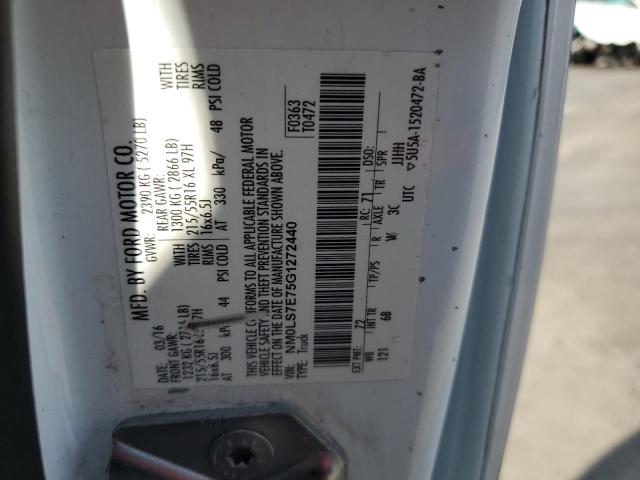 MFD. BY FORD MOTOR CO.
DATE: 03/16 GVWR: 2390 KG ( 5270 LB)
FRONT GAWR: REAR GAWR:
1232 KG ( LB) 1300 KG ( 2866 LB)
215/55R16 TIRES 215/55R16 XL 97H WITH TIRES
16x6.5J RIMS 16x6.5J RIMS
AT 300 kPa/ 44 PSI COLD AT 330 kPa/ 48 PSI COLD
THIS VEHICLE CONFORMS TO ALL APPLICABLE FEDERAL MOTOR
VEHICLE SAFETY AND THEFT PREVENTION STANDARDS IN
EFFECT ON THE DATE OF MANUFACTURE SHOWN ABOVE.
VIN: NM0LS7E75G1272440 F0363
TYPE: Truck T0472
EXT PNT: Z2 RC: 71 DSO:
WB INT TR TP/PS R AXLE TR SPR
121 6B W 3C JJHH
UTC ▽5U5A-1520472-BA